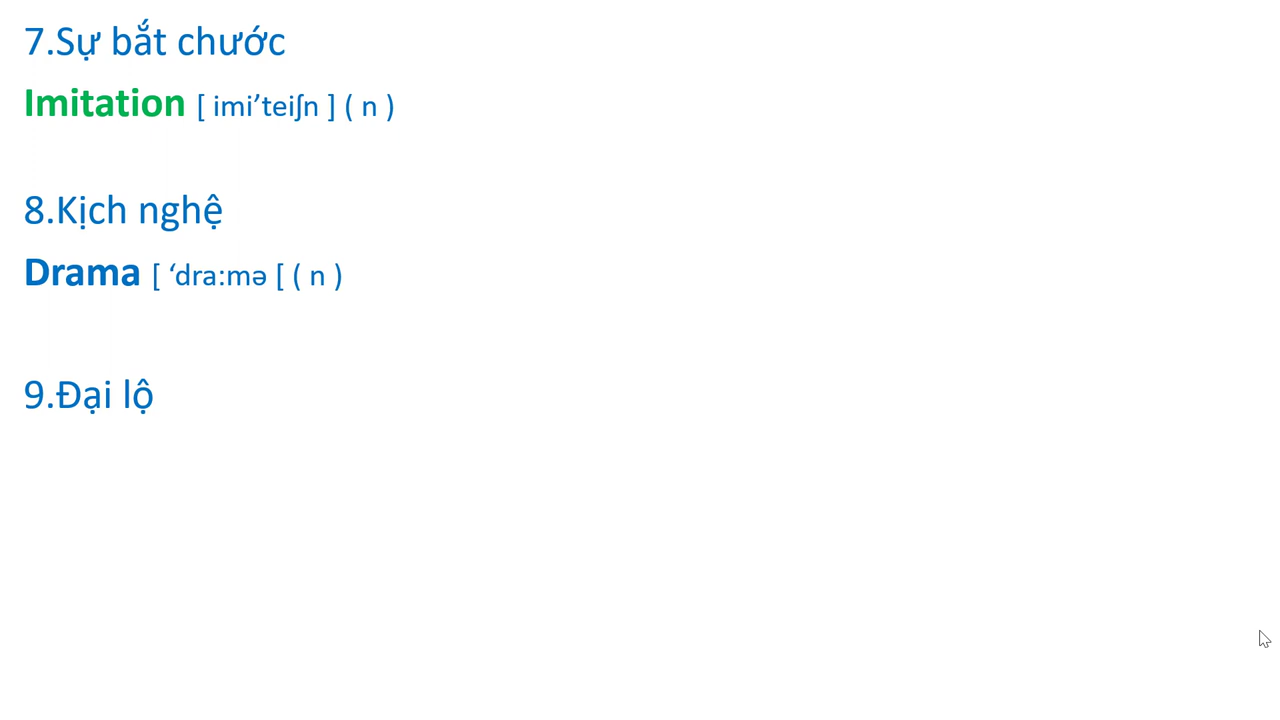 7.Sự bắt chước
Imitation [ imi’teiʃn ] ( n )
8.Kịch nghệ
Drama [ ‘dra:mə [ ( n )
9.Đại lộ